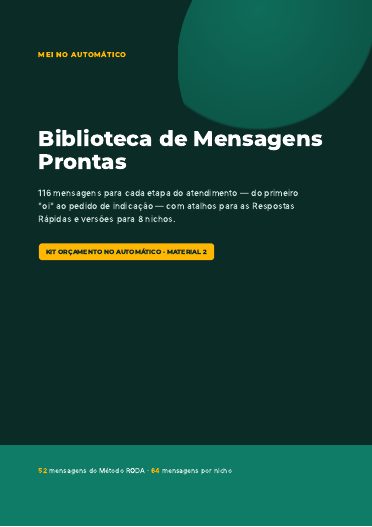 MEI NO AUTOMÁTICO
Biblioteca de Mensagens
Prontas
116 mensagens para cada etapa do atendimento — do primeiro
"oi" ao pedido de indicação — com atalhos para as Respostas
Rápidas e versões para 8 nichos.
KIT ORÇAMENTO NO AUTOMÁTICO · MATERIAL 2
52 mensagens do Método RODA · 64 mensagens por nicho